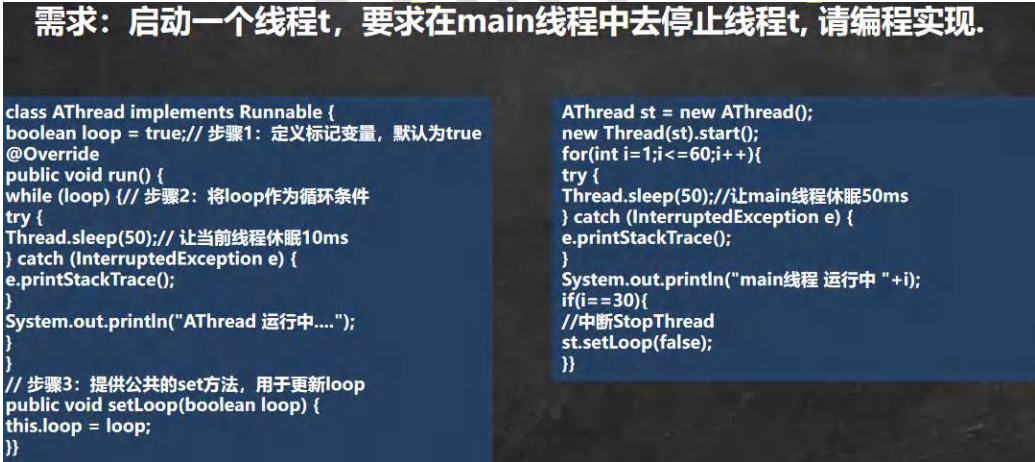 需求：启动一个线程t，要求在main线程中去停止线程t, 请编程实现.
class AThread implements Runnable {
boolean loop = true;// 步骤1：定义标记变量，默认为true
@Override
public void run() {
while (loop) {// 步骤2：将loop作为循环条件
try {
Thread.sleep(50);// 让当前线程休眠10ms
} catch (InterruptedException e) {
e.printStackTrace();
}
System.out.println("AThread 运行中....");
}
}
// 步骤3：提供公共的set方法，用于更新loop
public void setLoop(boolean loop) {
this.loop = loop;
}}
AThread st = new AThread();
new Thread(st).start();
for(int i=1;i<=60;i++){
try {
Thread.sleep(50);//让main线程休眠50ms
} catch (InterruptedException e) {
e.printStackTrace();
}
System.out.println("main线程 运行中 "+i);
if(i==30){
//中断StopThread
st.setLoop(false);
}}